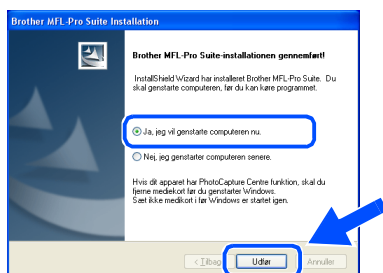 Brother MFL-Pro Suite Installation
Brother MFL-Pro Suite-installationen gennemført!
InstallShield Wizard har installeret Brother MFL-Pro Suite. Du
skal genstarte computeren, før du kan køre programmet.
Ja, jeg vil genstarte computeren nu.
Nej, jeg genstarter computeren senere.
Hvis dit apparat har PhotoCapture Centre funktion, skal du
fjerne mediekort før du genstarter Windows.
Sæt ikke medikort i før Windows er startet igen.
< Tilbage Udfør Annuller